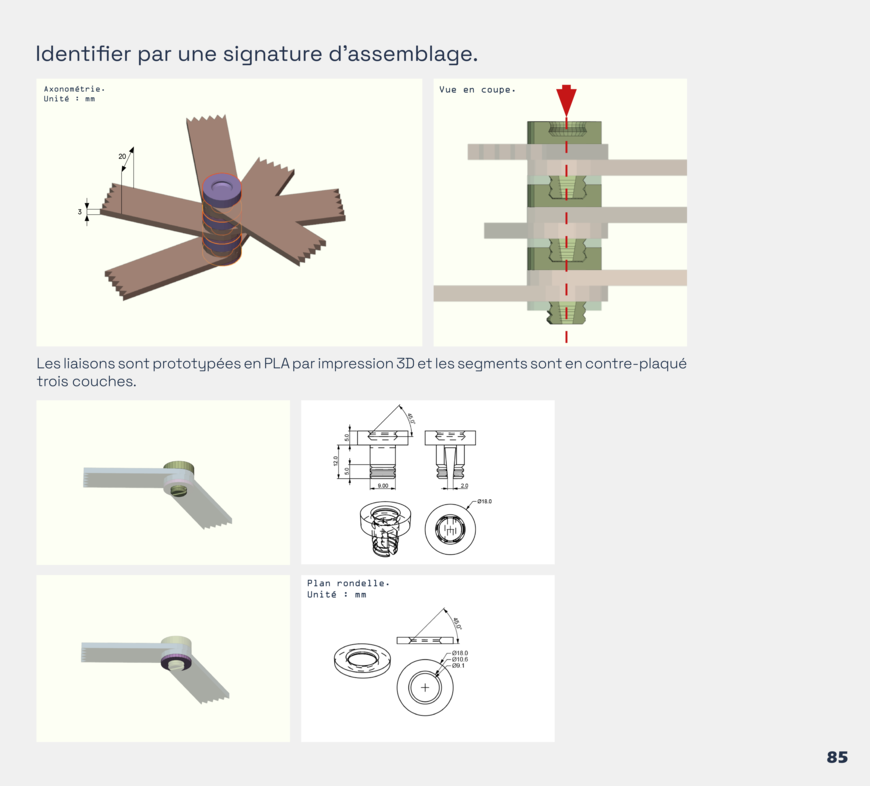 Identifier par une signature d'assemblage.
Axonométrie.
Unité : mm
20
3
Vue en coupe.
Les liaisons sont prototypées en PLA par impression 3D et les segments sont en contre-plaqué
trois couches.
45.0°
5.0
12.0
5.0
9.00
2.0
Ø18.0
Plan rondelle.
Unité : mm
45.0°
Ø18.0
Ø10.6
Ø9.1
85